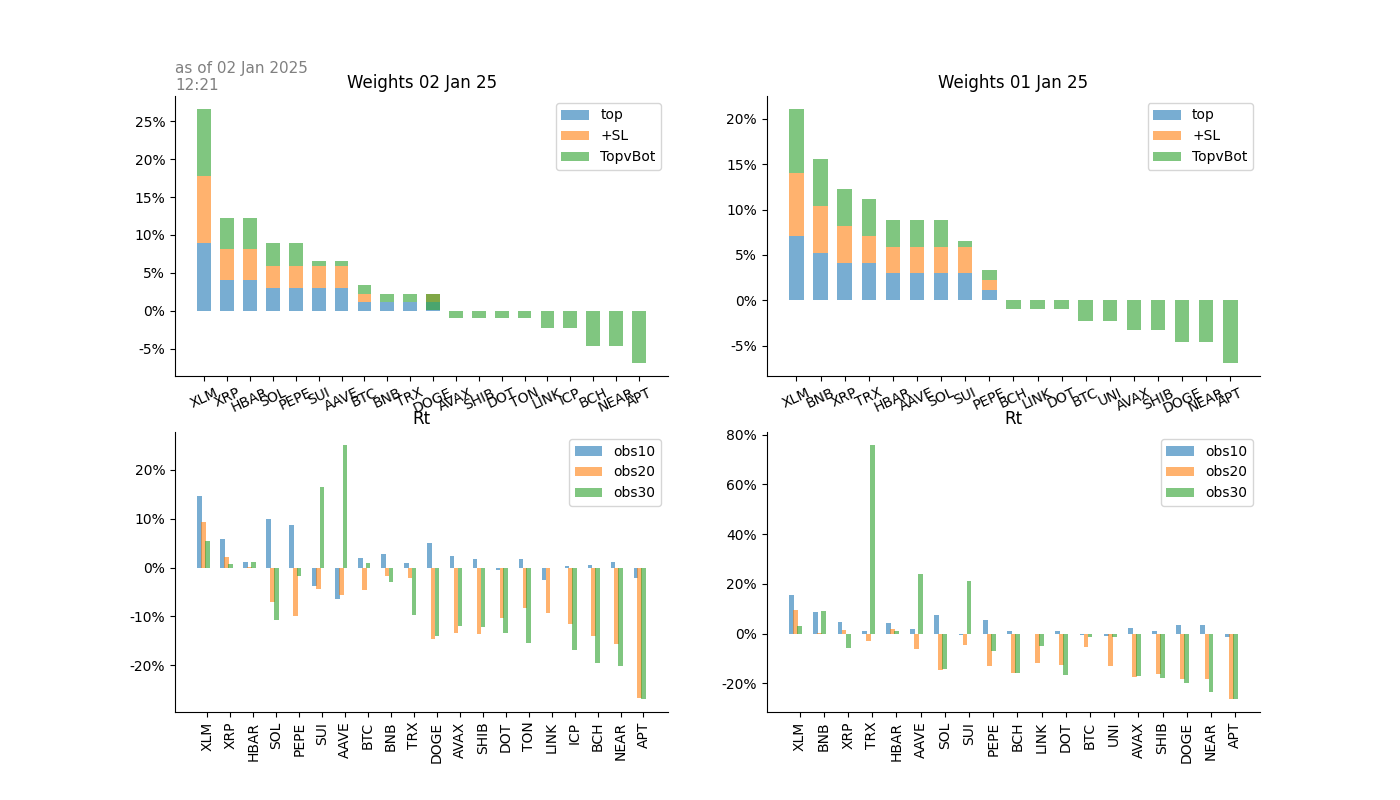 as of 02 Jan 2025
12:21
Weights 02 Jan 25
25%
20%
15%
10%
5%
0%
-5%
top
+SL
TopvBot
XLM XRP HBAR SOL PEPE SUI AAVE BTC BNB TRX DOGE AVAX SHIB DOT TON LINK ICP BCH NEAR APT
Weights 01 Jan 25
20%
15%
10%
5%
0%
-5%
top
+SL
TopvBot
XLM BNB XRP TRX HBAR AAVE SOL SUI PEPE BCH LINK DOT BTC UNI AVAX SHIB DOGE NEAR APT
Rt
20%
10%
0%
-10%
-20%
obs10
obs20
obs30
XLM XRP HBAR SOL PEPE SUI AAVE BTC BNB TRX DOGE AVAX SHIB DOT TON LINK ICP BCH NEAR APT
Rt
80%
60%
40%
20%
0%
-20%
obs10
obs20
obs30
XLM BNB XRP TRX HBAR AAVE SOL SUI PEPE BCH LINK DOT BTC UNI AVAX SHIB DOGE NEAR APT